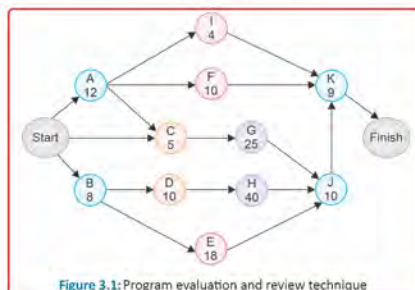 I
4
A
12
F
10
K
9
Start
C
5
G
25
Finish
B
8
D
10
H
40
J
10
E
18
Figure 3.1: Program evaluation and review technique